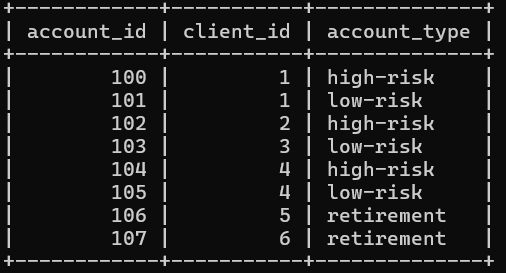 +------------+-----------+--------------+
| account_id | client_id | account_type |
+------------+-----------+--------------+
|        100 |         1 | high-risk    |
|        101 |         1 | low-risk     |
|        102 |         2 | high-risk    |
|        103 |         3 | low-risk     |
|        104 |         4 | high-risk    |
|        105 |         4 | low-risk     |
|        106 |         5 | retirement   |
|        107 |         6 | retirement   |
+------------+-----------+--------------+